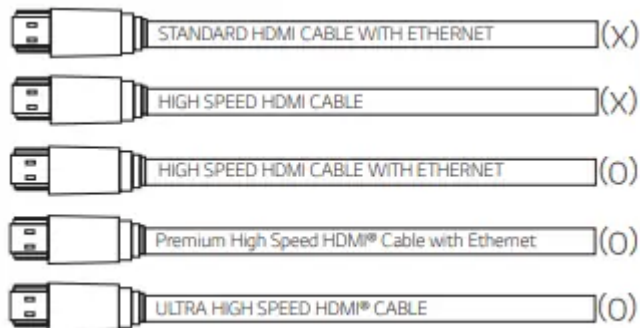 STANDARD HDMI CABLE WITH ETHERNET (X)
HIGH SPEED HDMI CABLE (X)
HIGH SPEED HDMI CABLE WITH ETHERNET (O)
Premium High Speed HDMI® Cable with Ethernet (O)
ULTRA HIGH SPEED HDMI® CABLE (O)